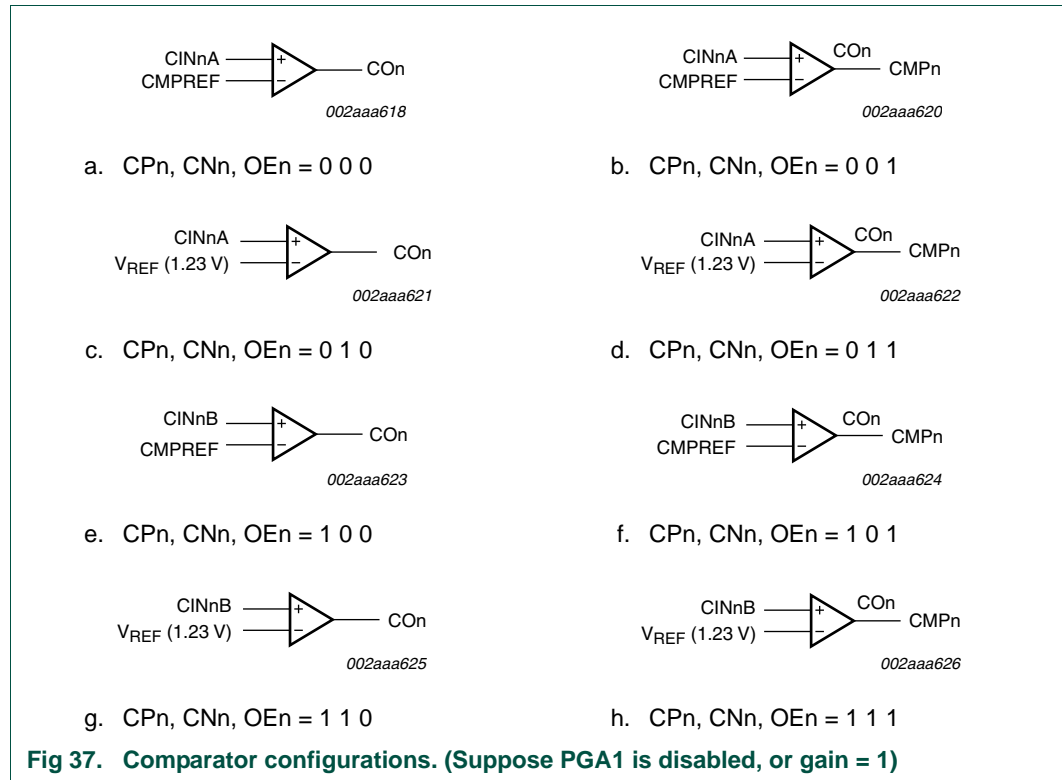 CINnA
CMPREF
+
−
COn
002aaa618
a. CPn, CNn, OEn = 0 0 0
CINnA
CMPREF
+
−
COn
CMPn
002aaa620
b. CPn, CNn, OEn = 0 0 1
CINnA
VREF (1.23 V)
+
−
COn
002aaa621
c. CPn, CNn, OEn = 0 1 0
CINnA
VREF (1.23 V)
+
−
COn
CMPn
002aaa622
d. CPn, CNn, OEn = 0 1 1
CINnB
CMPREF
+
−
COn
002aaa623
e. CPn, CNn, OEn = 1 0 0
CINnB
CMPREF
+
−
COn
CMPn
002aaa624
f. CPn, CNn, OEn = 1 0 1
CINnB
VREF (1.23 V)
+
−
COn
002aaa625
g. CPn, CNn, OEn = 1 1 0
CINnB
VREF (1.23 V)
+
−
COn
CMPn
002aaa626
h. CPn, CNn, OEn = 1 1 1
Fig 37. Comparator configurations. (Suppose PGA1 is disabled, or gain = 1)